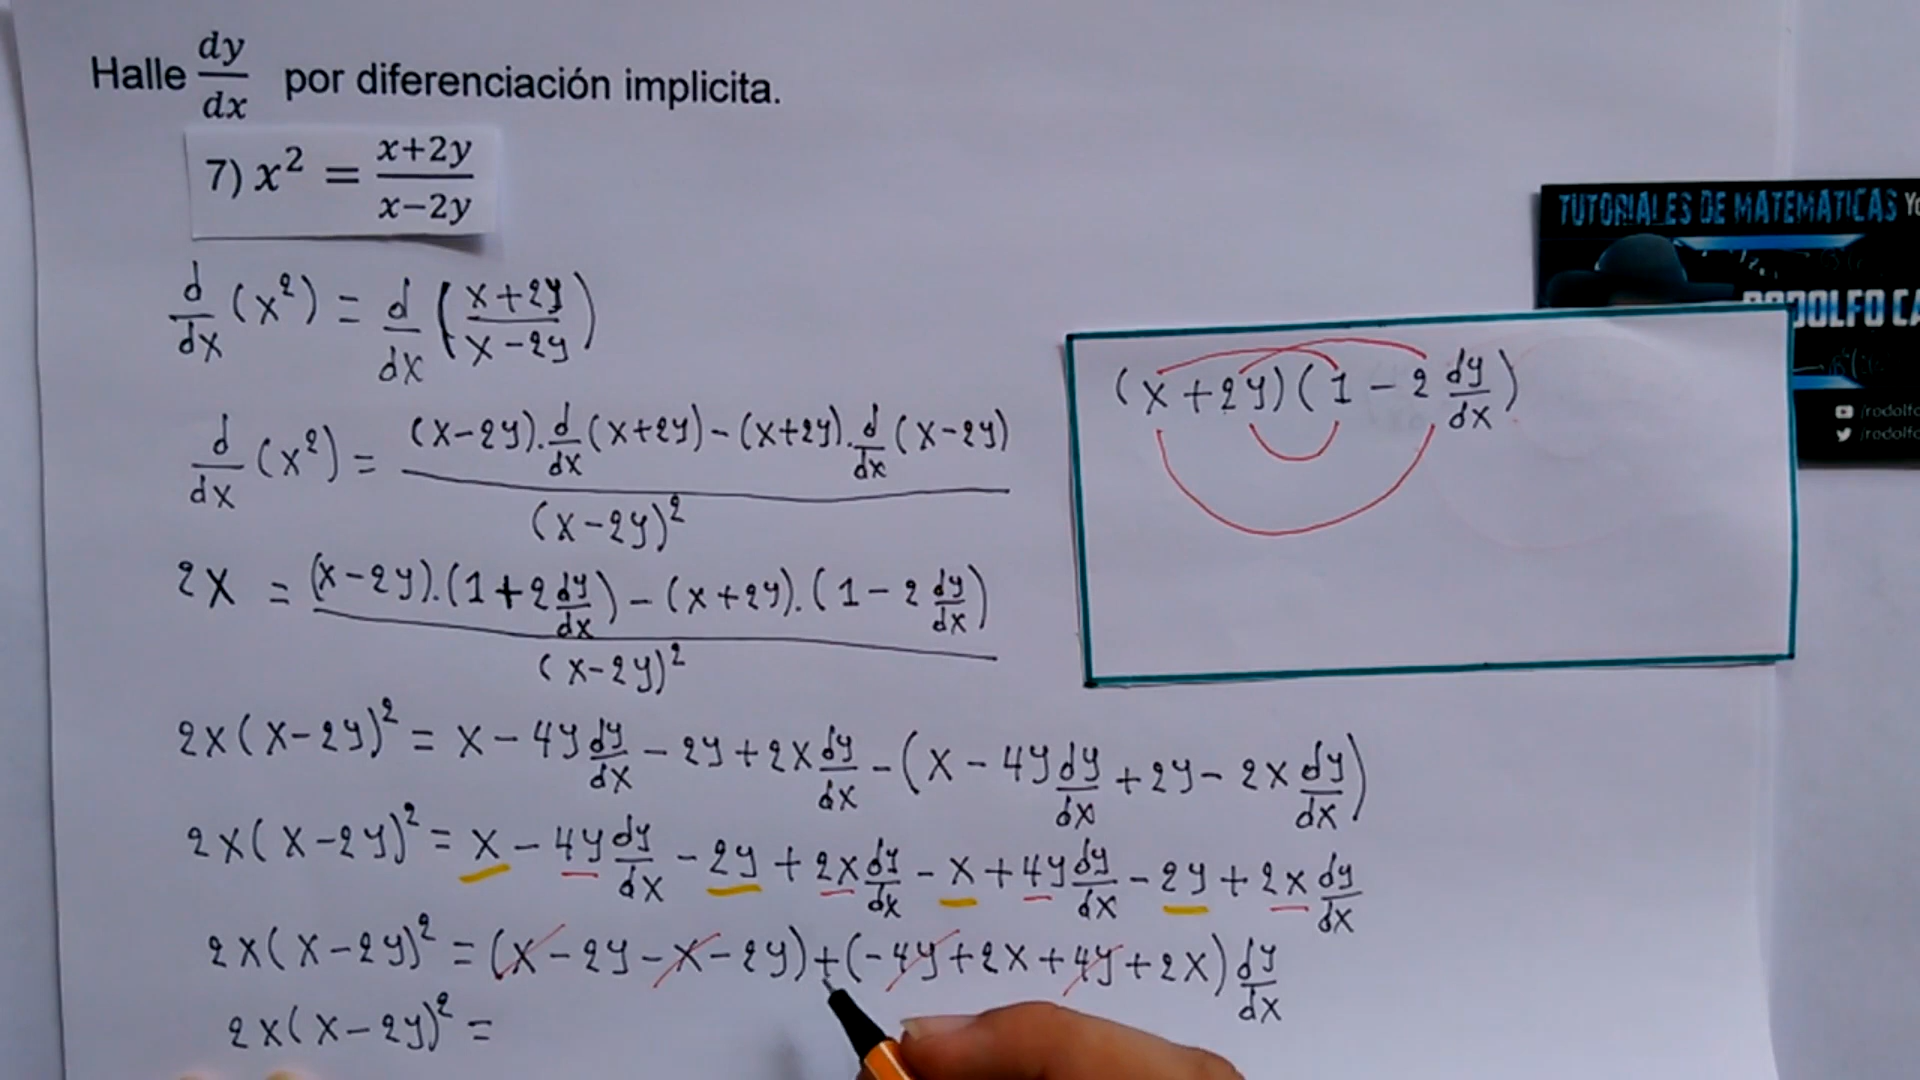 Halle dy/dx por diferenciación implicita.
7) x² = (x+2y)/(x−2y)
d/dx (x²) = d/dx ((x+2y)/(x−2y))
d/dx (x²) = ((x−2y).d/dx(x+2y) − (x+2y).d/dx(x−2y))/(x−2y)²
2x = ((x−2y).(1+2dy/dx) − (x+2y).(1−2dy/dx))/(x−2y)²
2x(x−2y)² = x − 4y dy/dx − 2y + 2x dy/dx − (x − 4y dy/dx + 2y − 2x dy/dx)
2x(x−2y)² = x − 4y dy/dx − 2y + 2x dy/dx − x + 4y dy/dx − 2y + 2x dy/dx
2x(x−2y)² = (x − 2y − x − 2y) + (−4y + 2x + 4y + 2x) dy/dx
2x(x−2y)² =
(x+2y)(1 − 2 dy/dx)
TUTORIALES DE MATEMATICAS